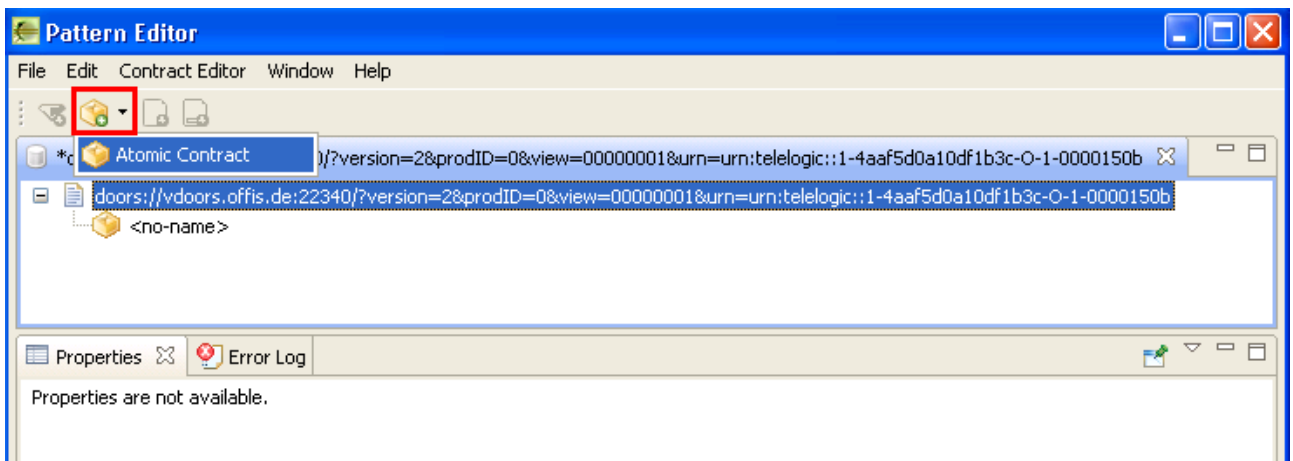 Pattern Editor
File Edit Contract Editor Window Help
Atomic Contract
)/?version=2&prodID=0&view=00000001&urn=urn:telelogic::1-4aaf5d0a10df1b3c-O-1-0000150b
doors://vdoors.offis.de:22340/?version=2&prodID=0&view=00000001&urn=urn:telelogic::1-4aaf5d0a10df1b3c-O-1-0000150b
<no-name>
Properties Error Log
Properties are not available.